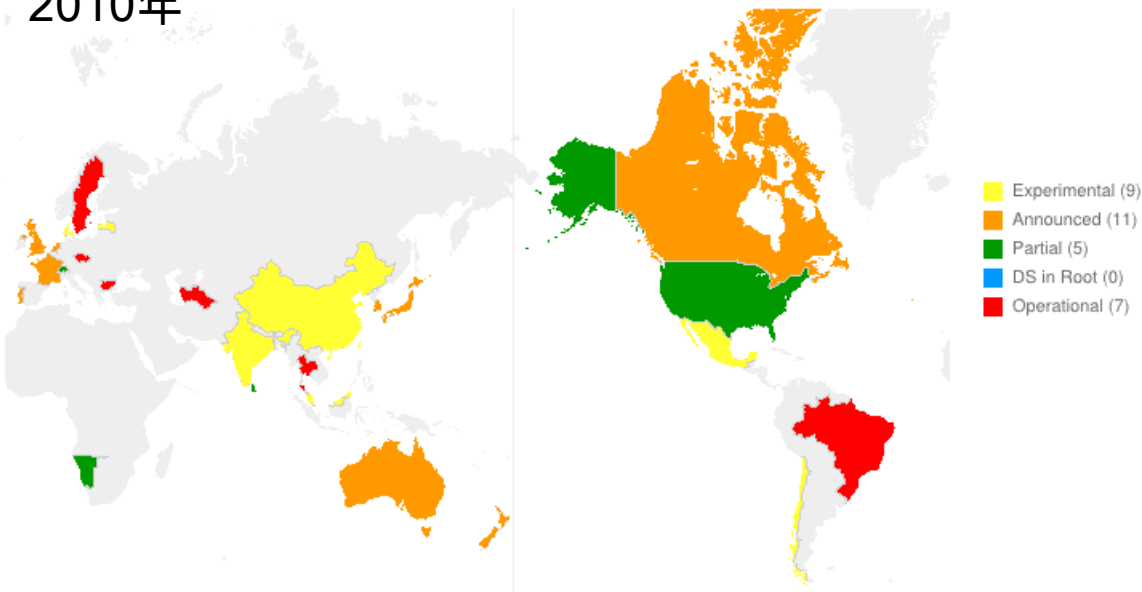 2010年
Experimental (9)
Announced (11)
Partial (5)
DS in Root (0)
Operational (7)